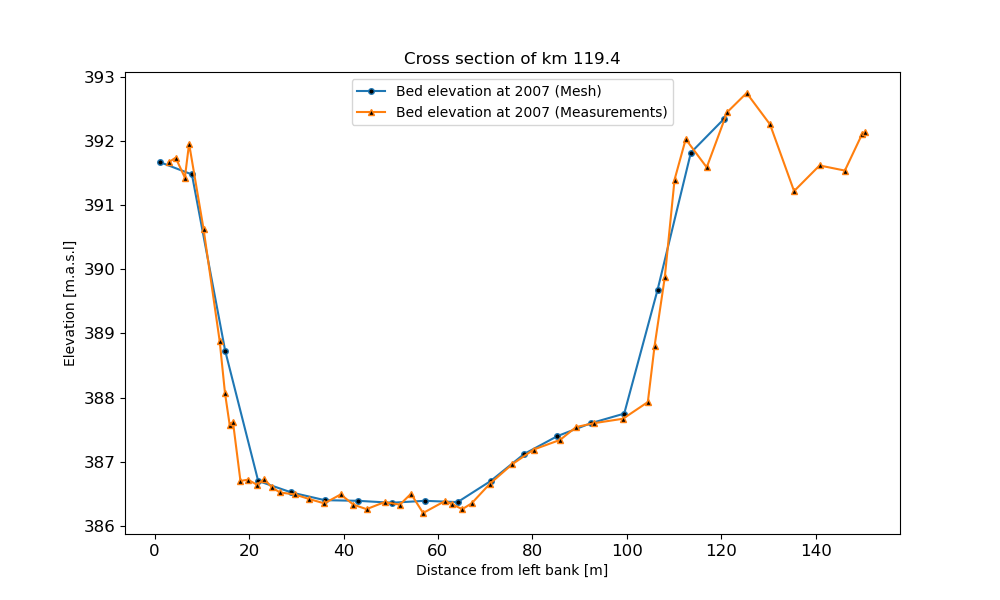 Cross section of km 119.4
Bed elevation at 2007 (Mesh)
Bed elevation at 2007 (Measurements)
393
392
391
390
389
388
387
386
Elevation [m.a.s.l]
0 20 40 60 80 100 120 140
Distance from left bank [m]